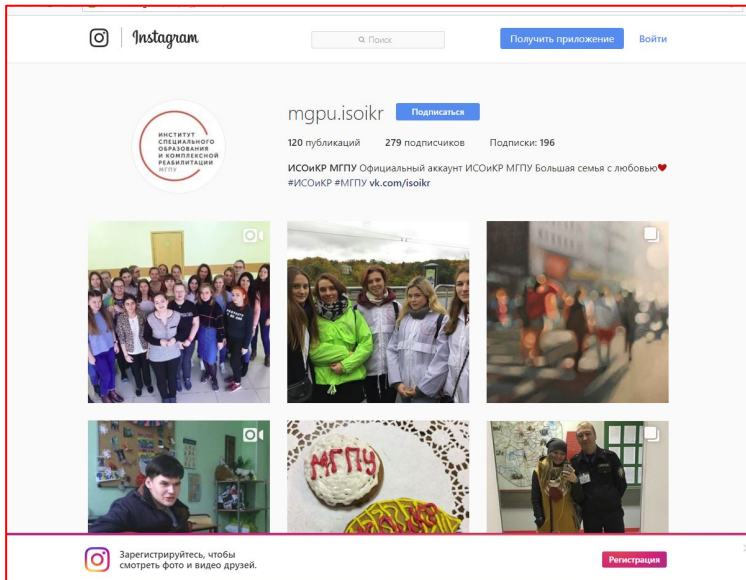 Instagram
Поиск
Получить приложение
Войти
mgpu.isoikr
Подписаться
120 публикаций
279 подписчиков
Подписки: 196
ИСОиКР МГПУ Официальный аккаунт ИСОиКР МГПУ Большая семья с любовью❤
#ИСОиКР #МГПУ vk.com/isoikr
ИНСТИТУТ
СПЕЦИАЛЬНОГО
ОБРАЗОВАНИЯ
И КОМПЛЕКСНОЙ
РЕАБИЛИТАЦИИ
МГПУ
МГПУ
Зарегистрируйтесь, чтобы
смотреть фото и видео друзей.
Регистрация